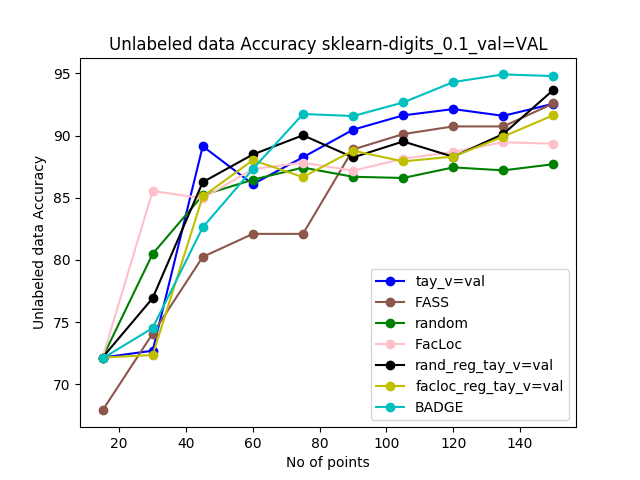 Unlabeled data Accuracy sklearn-digits_0.1_val=VAL
95
90
85
80
75
70
Unlabeled data Accuracy
tay_v=val
FASS
random
FacLoc
rand_reg_tay_v=val
facloc_reg_tay_v=val
BADGE
20 40 60 80 100 120 140
No of points